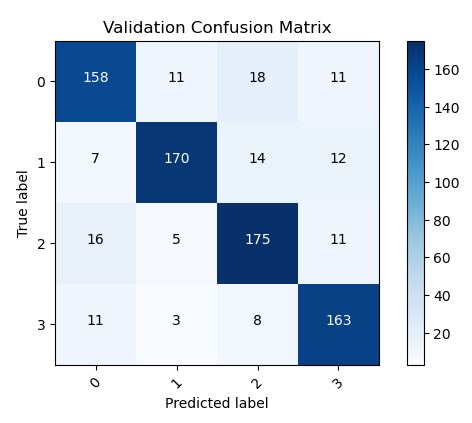 Validation Confusion Matrix
True label
0 158 11 18 11
1 7 170 14 12
2 16 5 175 11
3 11 3 8 163
0 1 2 3
Predicted label
160
140
120
100
80
60
40
20